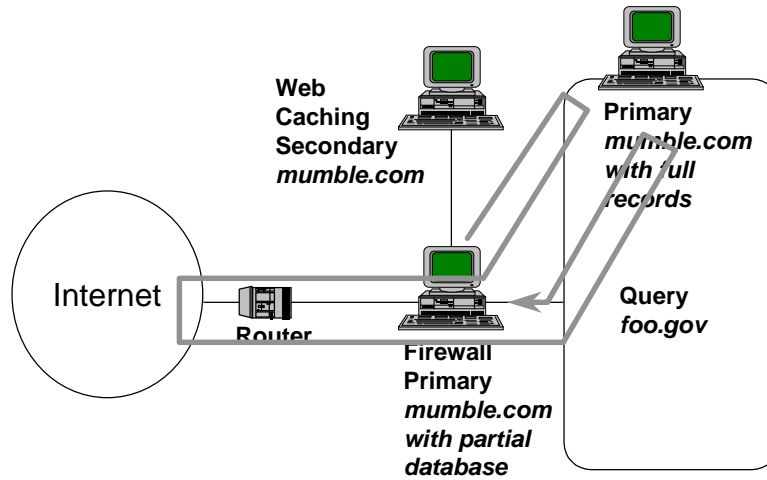 Web
Caching
Secondary
mumble.com
Primary
mumble.com
with full
records
Internet
Router
Query
foo.gov
Firewall
Primary
mumble.com
with partial
database